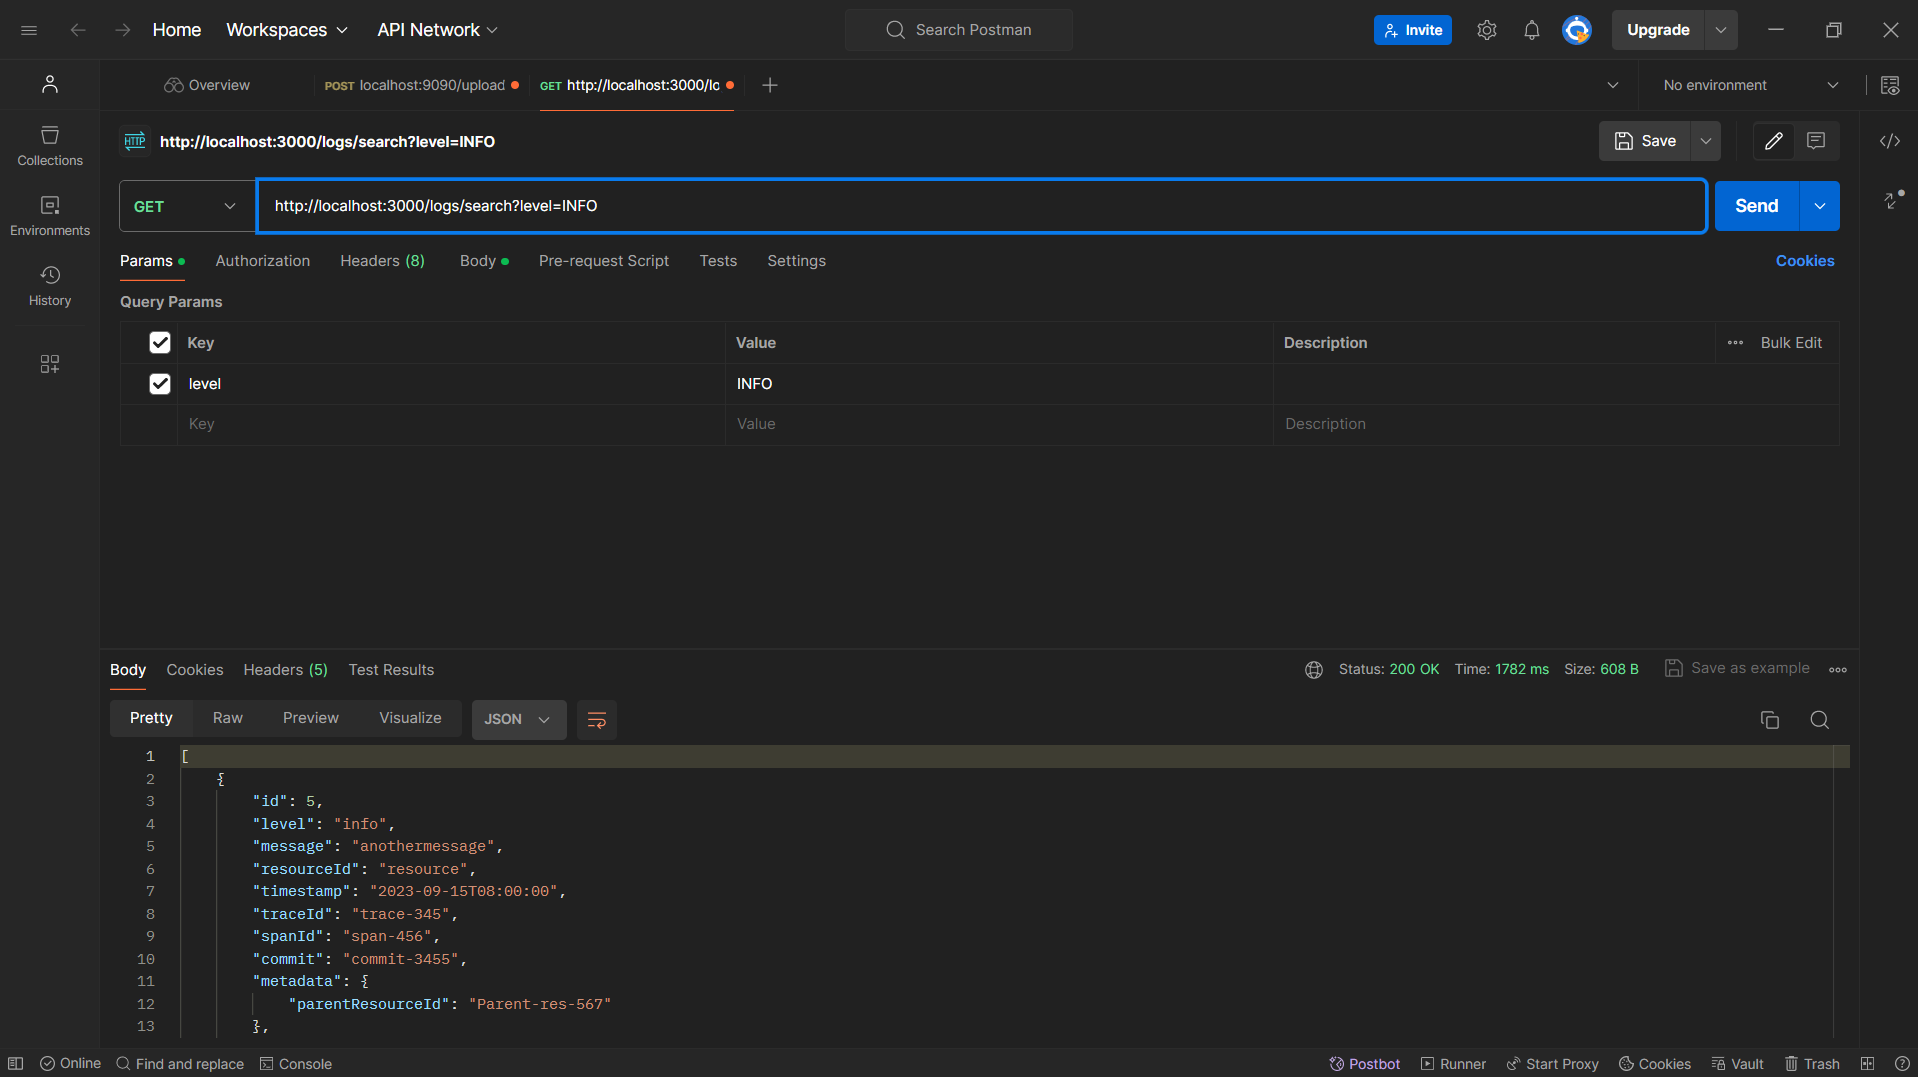 Home Workspaces API Network Search Postman Invite Upgrade
Overview POST localhost:9090/upload GET http://localhost:3000/lo No environment
HTTP http://localhost:3000/logs/search?level=INFO Save
Collections
GET http://localhost:3000/logs/search?level=INFO Send
Environments
Params Authorization Headers (8) Body Pre-request Script Tests Settings Cookies
History
Query Params
Key Value Description Bulk Edit
level INFO
Key Value Description
Body Cookies Headers (5) Test Results Status: 200 OK Time: 1782 ms Size: 608 B Save as example
Pretty Raw Preview Visualize JSON
1 [
2 {
3 "id": 5,
4 "level": "info",
5 "message": "anothermessage",
6 "resourceId": "resource",
7 "timestamp": "2023-09-15T08:00:00",
8 "traceId": "trace-345",
9 "spanId": "span-456",
10 "commit": "commit-3455",
11 "metadata": {
12 "parentResourceId": "Parent-res-567"
13 },
Online Find and replace Console Postbot Runner Start Proxy Cookies Vault Trash